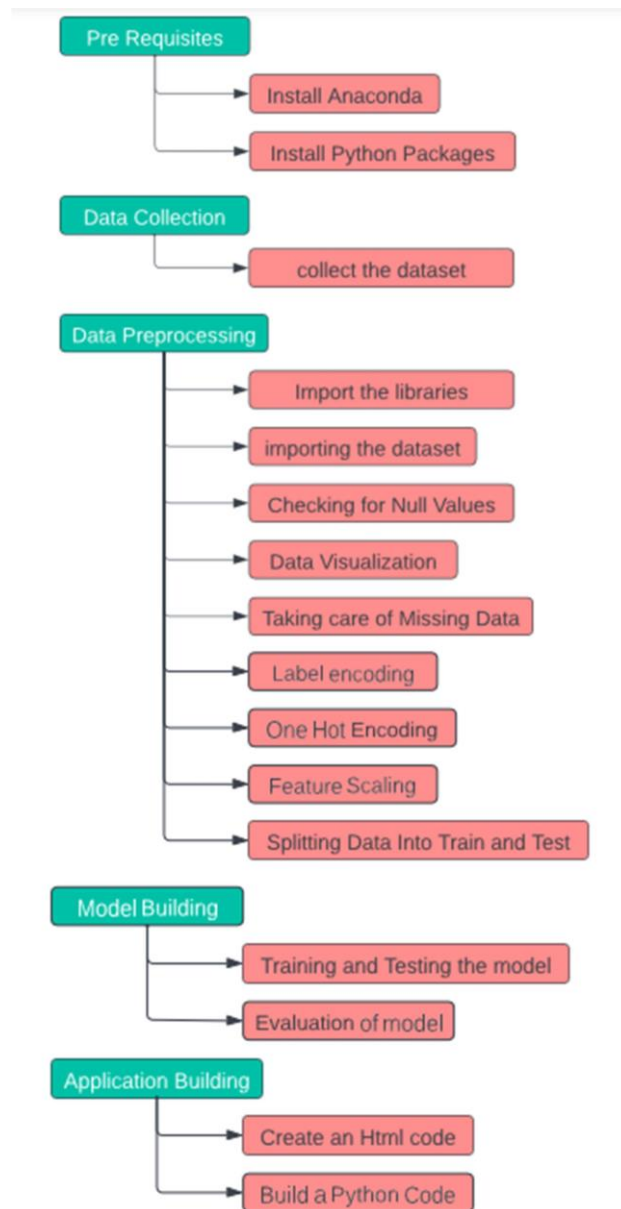 Pre Requisites
Install Anaconda
Install Python Packages
Data Collection
collect the dataset
Data Preprocessing
Import the libraries
importing the dataset
Checking for Null Values
Data Visualization
Taking care of Missing Data
Label encoding
One Hot Encoding
Feature Scaling
Splitting Data Into Train and Test
Model Building
Training and Testing the model
Evaluation of model
Application Building
Create an Html code
Build a Python Code